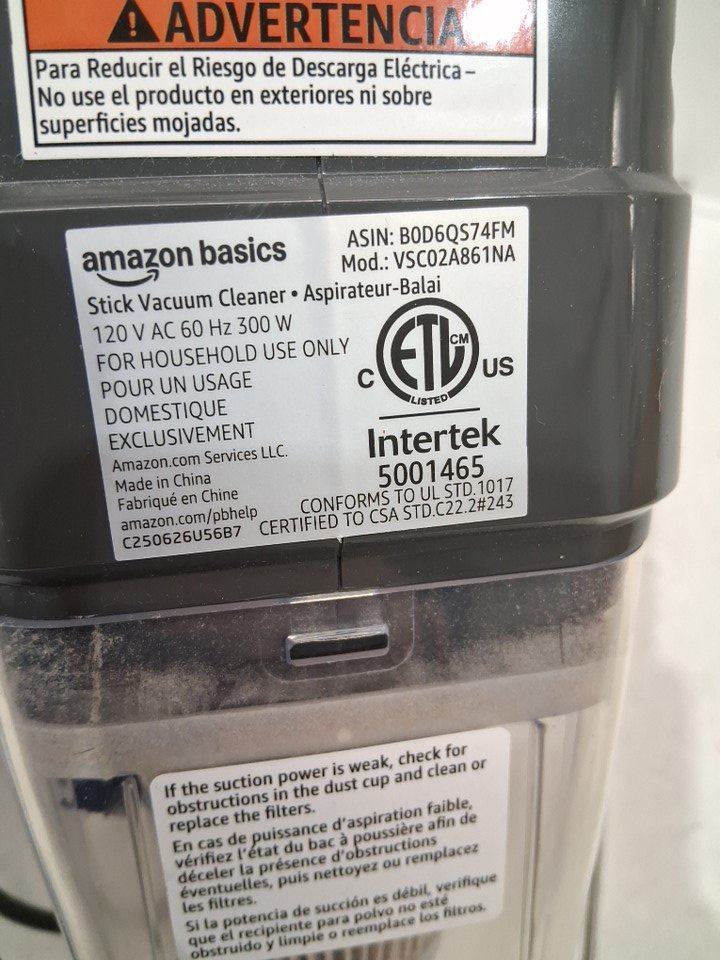 ⚠ADVERTENCIA
Para Reducir el Riesgo de Descarga Eléctrica –
No use el producto en exteriores ni sobre
superficies mojadas.
amazon basics
ASIN: B0D6QS74FM
Mod.: VSC02A861NA
Stick Vacuum Cleaner • Aspirateur-Balai
120 V AC 60 Hz 300 W
FOR HOUSEHOLD USE ONLY
POUR UN USAGE
DOMESTIQUE
EXCLUSIVEMENT
Amazon.com Services LLC.
Made in China
Fabriqué en Chine
amazon.com/pbhelp
C250626U56B7
ETL CM
C US
LISTED
Intertek
5001465
CONFORMS TO UL STD.1017
CERTIFIED TO CSA STD.C22.2#243
If the suction power is weak, check for
obstructions in the dust cup and clean or
replace the filters.
En cas de puissance d'aspiration faible,
vérifiez l'état du bac à poussière afin de
déceler la présence d'obstructions
éventuelles, puis nettoyez ou remplacez
les filtres.
Si la potencia de succión es débil, verifique
que el recipiente para polvo no esté
obstruido y limpie o reemplace los filtros.